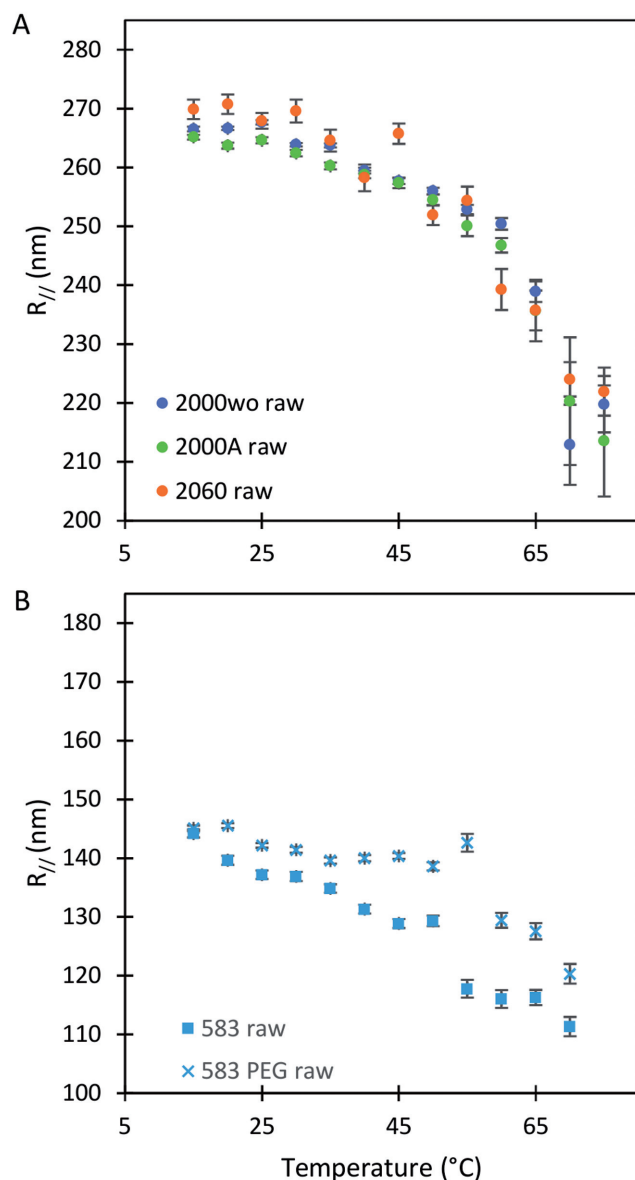 A
280
270
260
250
240
230
220
210
200
R// (nm)
2000wo raw
2000A raw
2060 raw
5 25 45 65
B
180
170
160
150
140
130
120
110
100
R// (nm)
583 raw
583 PEG raw
5 25 45 65
Temperature (°C)